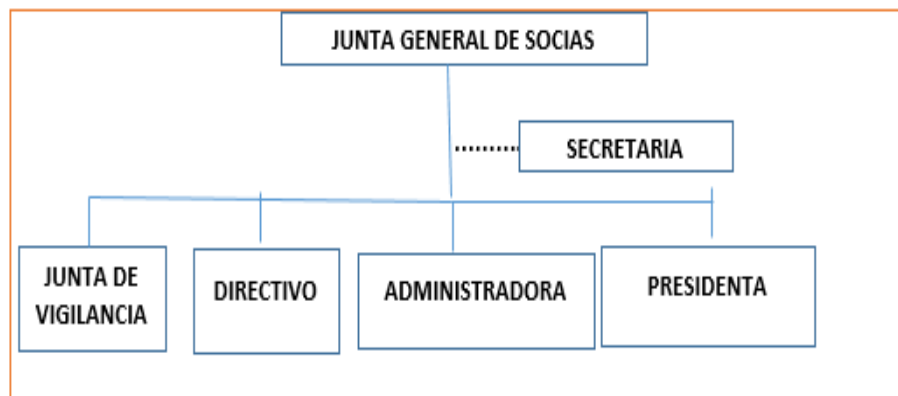 JUNTA GENERAL DE SOCIAS
SECRETARIA
JUNTA DE
VIGILANCIA
DIRECTIVO
ADMINISTRADORA
PRESIDENTA